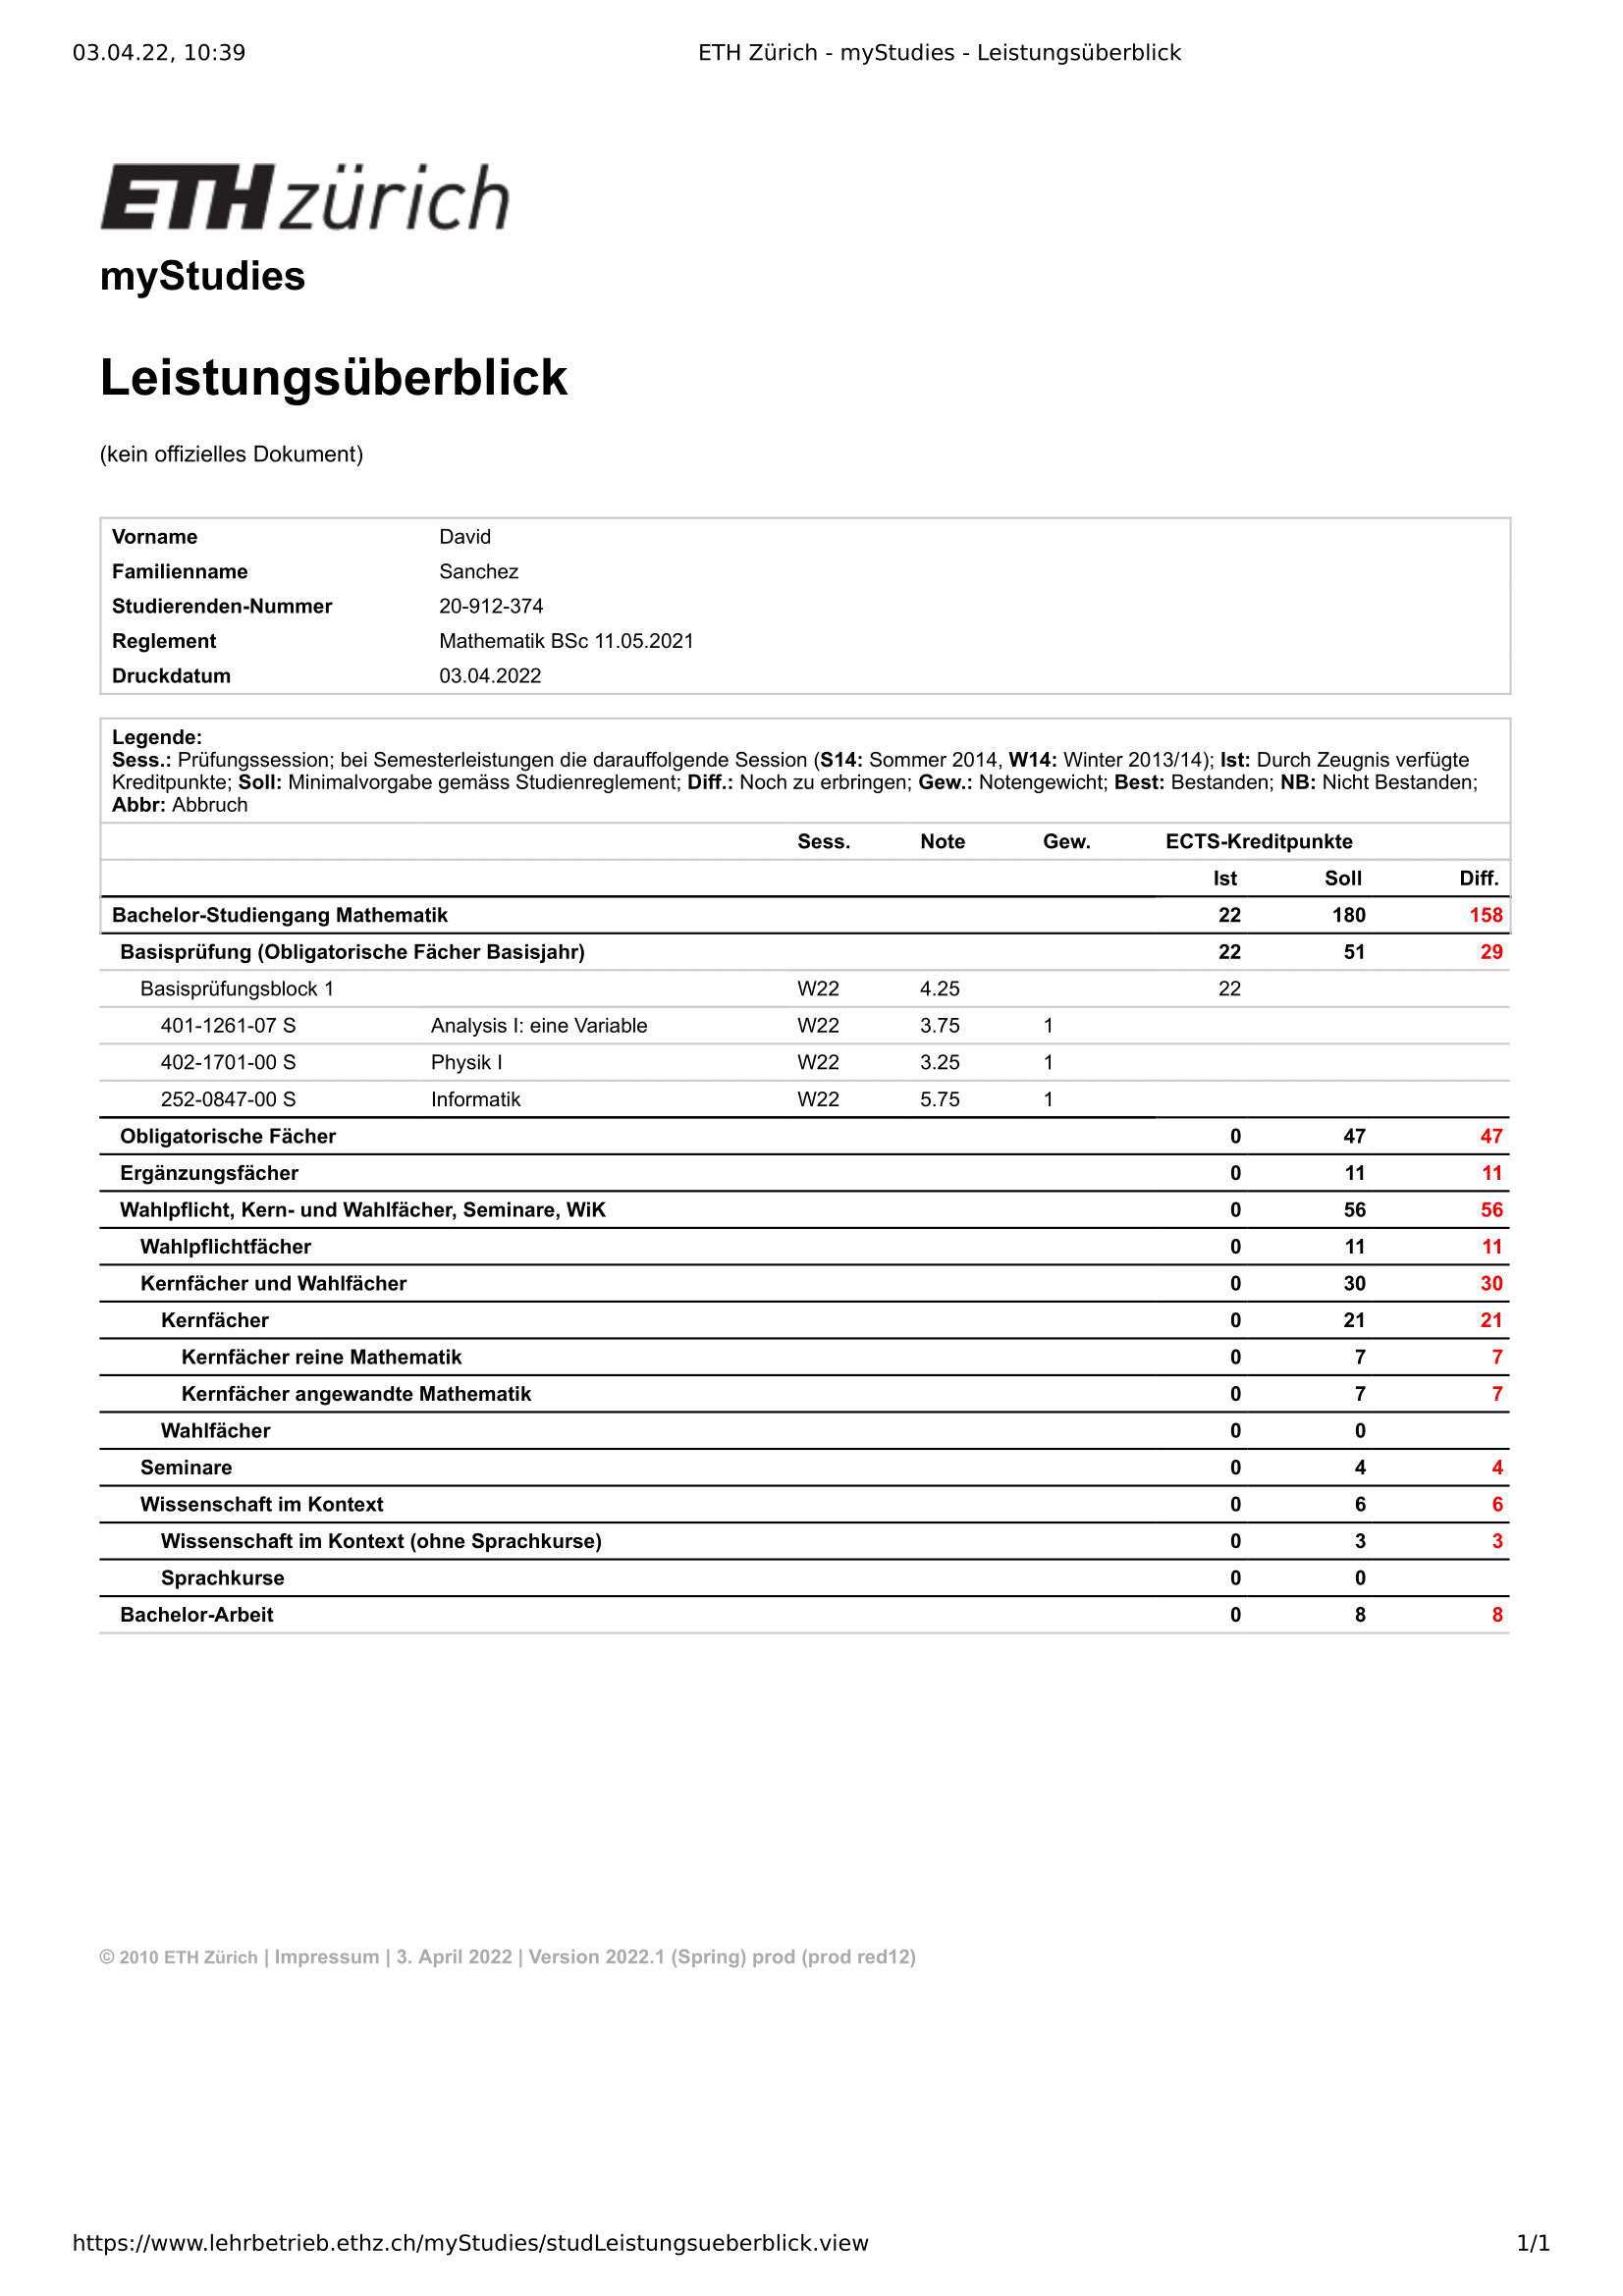 03.04.22, 10:39 ETH Zürich - myStudies - Leistungsüberblick
ETH zürich
myStudies
Leistungsüberblick
(kein offizielles Dokument)
Vorname David
Familienname Sanchez
Studierenden-Nummer 20-912-374
Reglement Mathematik BSc 11.05.2021
Druckdatum 03.04.2022
Legende:
Sess.: Prüfungssession; bei Semesterleistungen die darauffolgende Session (S14: Sommer 2014, W14: Winter 2013/14); Ist: Durch Zeugnis verfügte
Kreditpunkte; Soll: Minimalvorgabe gemäss Studienreglement; Diff.: Noch zu erbringen; Gew.: Notengewicht; Best: Bestanden; NB: Nicht Bestanden;
Abbr: Abbruch
Sess. Note Gew. ECTS-Kreditpunkte
Ist Soll Diff.
Bachelor-Studiengang Mathematik 22 180 158
Basisprüfung (Obligatorische Fächer Basisjahr) 22 51 29
Basisprüfungsblock 1 W22 4.25 22
401-1261-07 S Analysis I: eine Variable W22 3.75 1
402-1701-00 S Physik I W22 3.25 1
252-0847-00 S Informatik W22 5.75 1
Obligatorische Fächer 0 47 47
Ergänzungsfächer 0 11 11
Wahlpflicht, Kern- und Wahlfächer, Seminare, WiK 0 56 56
Wahlpflichtfächer 0 11 11
Kernfächer und Wahlfächer 0 30 30
Kernfächer 0 21 21
Kernfächer reine Mathematik 0 7 7
Kernfächer angewandte Mathematik 0 7 7
Wahlfächer 0 0
Seminare 0 4 4
Wissenschaft im Kontext 0 6 6
Wissenschaft im Kontext (ohne Sprachkurse) 0 3 3
Sprachkurse 0 0
Bachelor-Arbeit 0 8 8
© 2010 ETH Zürich | Impressum | 3. April 2022 | Version 2022.1 (Spring) prod (prod red12)
https://www.lehrbetrieb.ethz.ch/myStudies/studLeistungsueberblick.view 1/1